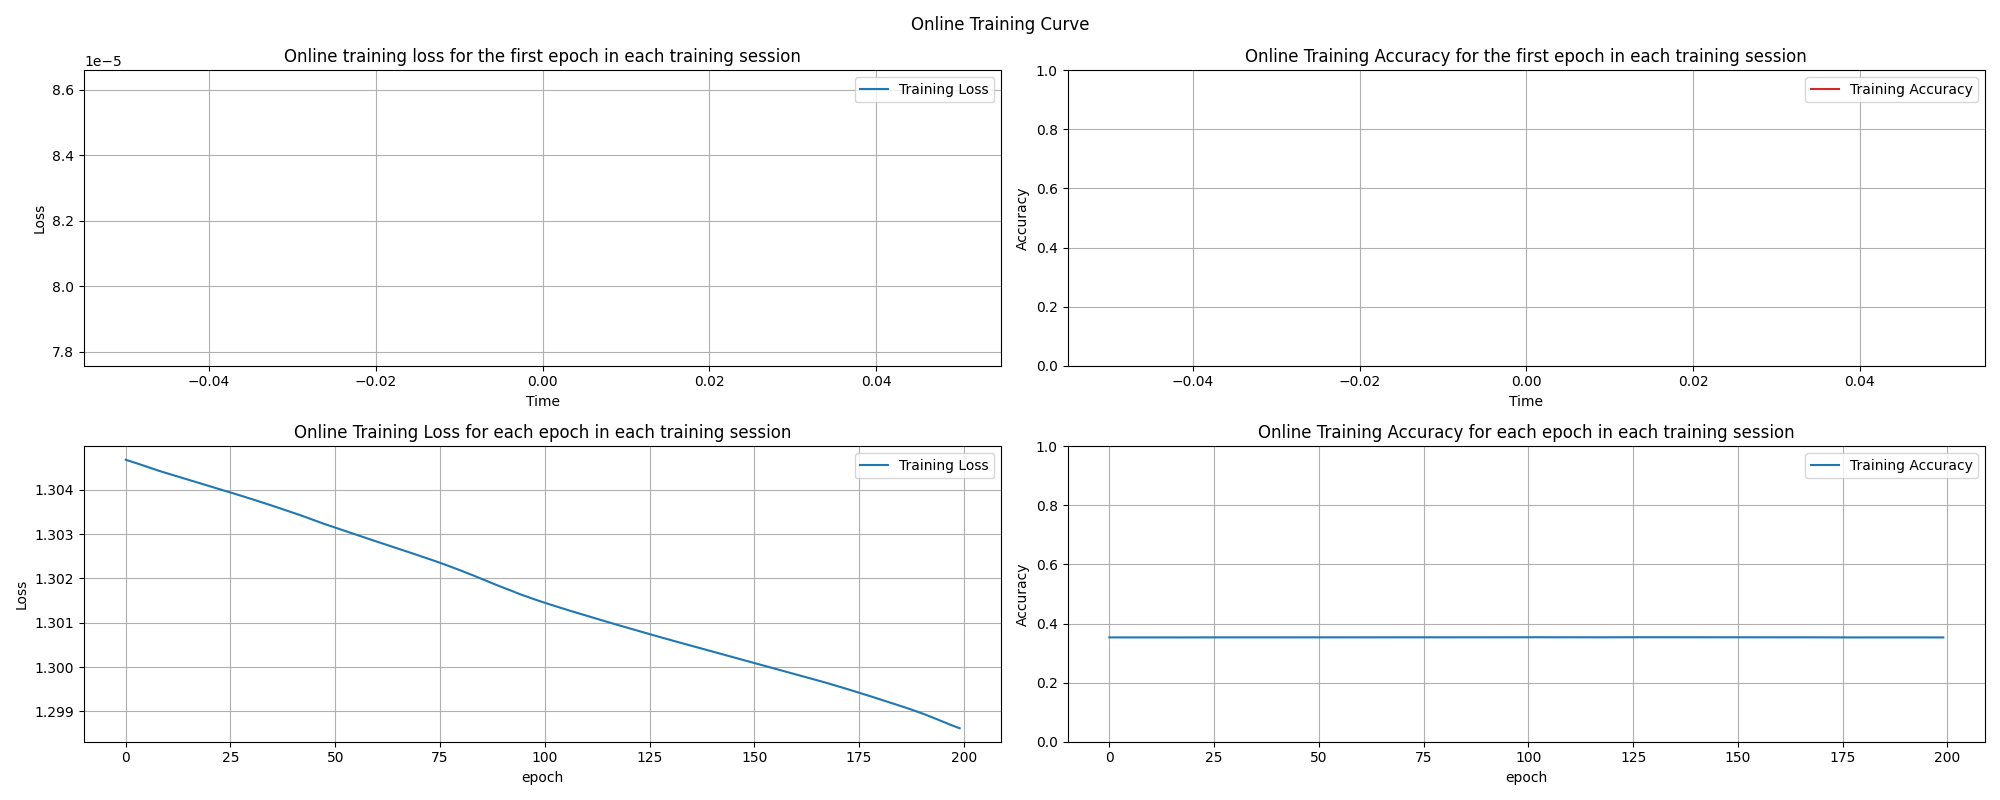 Online Training Curve
Online training loss for the first epoch in each training session
1e−5
8.6
8.4
8.2
8.0
7.8
Loss
Training Loss
−0.04 −0.02 0.00 0.02 0.04
Time
Online Training Accuracy for the first epoch in each training session
1.0
0.8
0.6
0.4
0.2
0.0
Accuracy
Training Accuracy
−0.04 −0.02 0.00 0.02 0.04
Time
Online Training Loss for each epoch in each training session
1.304
1.303
1.302
1.301
1.300
1.299
Loss
Training Loss
0 25 50 75 100 125 150 175 200
epoch
Online Training Accuracy for each epoch in each training session
1.0
0.8
0.6
0.4
0.2
0.0
Accuracy
Training Accuracy
0 25 50 75 100 125 150 175 200
epoch